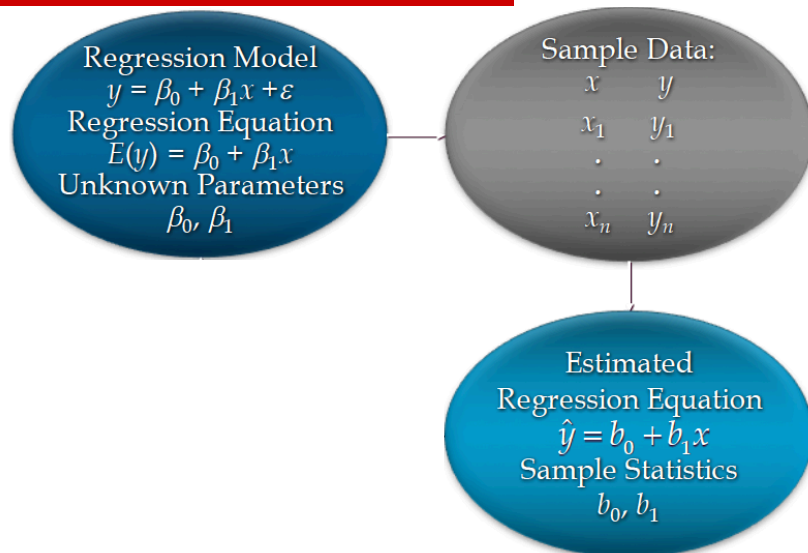 Regression Model
y = β₀ + β₁x + ε
Regression Equation
E(y) = β₀ + β₁x
Unknown Parameters
β₀, β₁
Sample Data:
x y
x₁ y₁
. .
. .
xₙ yₙ
Estimated
Regression Equation
ŷ = b₀ + b₁x
Sample Statistics
b₀, b₁